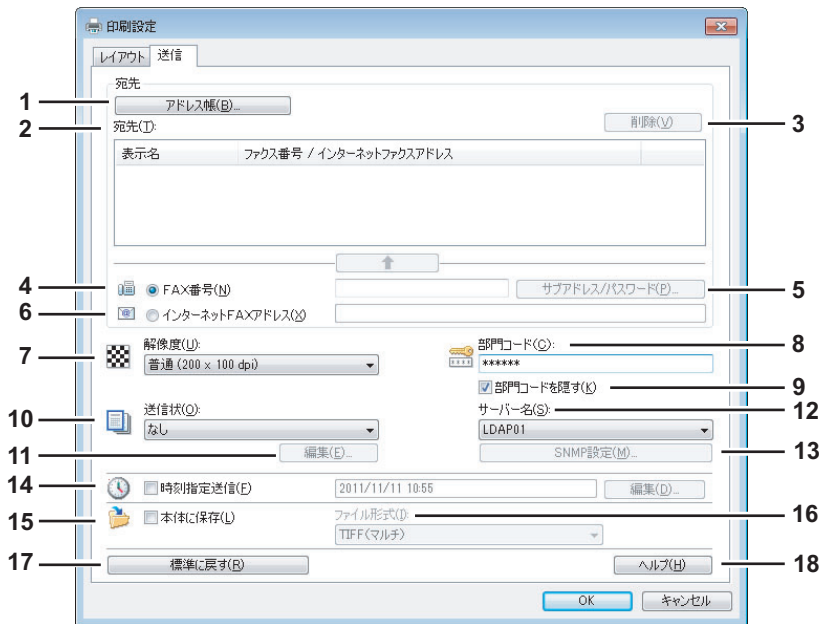 印刷設定
レイアウト 送信
宛先
1 アドレス帳(B)...
2 宛先(T): 削除(V) 3
表示名 ファクス番号 / インターネットファクスアドレス
4 FAX番号(N) サブアドレス/パスワード(P)... 5
6 インターネットFAXアドレス(X)
7 解像度(U): 部門コード(C): 8
普通 (200 x 100 dpi) ******
部門コードを隠す(K) 9
10 送信状(O): サーバー名(S): 12
なし LDAP01
11 編集(E)... SNMP設定(M)... 13
14 時刻指定送信(F) 2011/11/11 10:55 編集(D)...
15 本体に保存(L) ファイル形式(I): 16
TIFF(マルチ)
17 標準に戻す(R) ヘルプ(H) 18
OK キャンセル